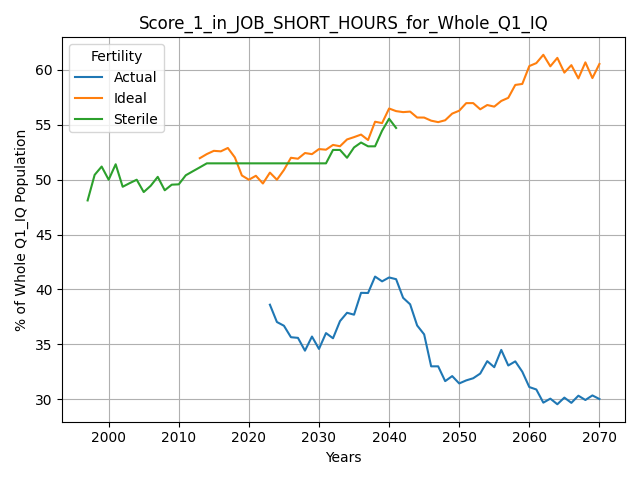 Score_1_in_JOB_SHORT_HOURS_for_Whole_Q1_IQ
Fertility
Actual
Ideal
Sterile
% of Whole Q1_IQ Population
60
55
50
45
40
35
30
2000 2010 2020 2030 2040 2050 2060 2070
Years